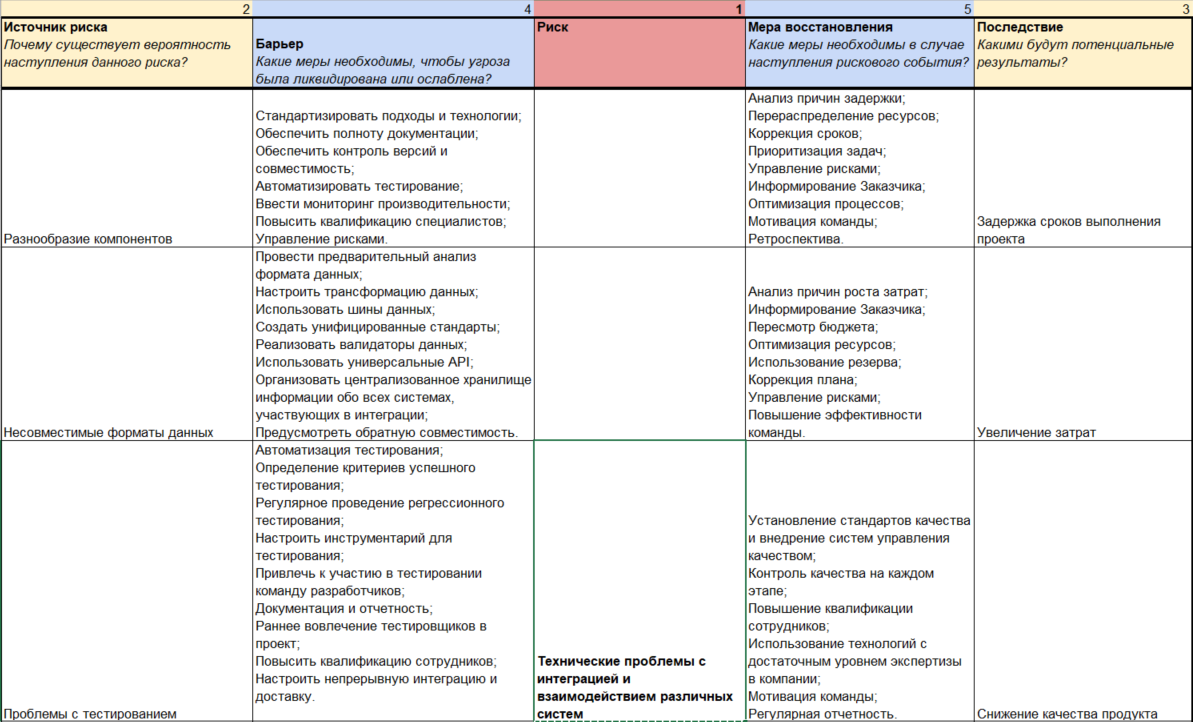 2
4
1
5
3
Источник риска
Почему существует вероятность
наступления данного риска?
Барьер
Какие меры необходимы, чтобы угроза
была ликвидирована или ослаблена?
Риск
Мера восстановления
Какие меры необходимы в случае
наступления рискового события?
Последствие
Какими будут потенциальные
результаты?
Разнообразие компонентов
Стандартизировать подходы и технологии;
Обеспечить полноту документации;
Обеспечить контроль версий и
совместимость;
Автоматизировать тестирование;
Ввести мониторинг производительности;
Повысить квалификацию специалистов;
Управление рисками.
Анализ причин задержки;
Перераспределение ресурсов;
Коррекция сроков;
Приоритизация задач;
Управление рисками;
Информирование Заказчика;
Оптимизация процессов;
Мотивация команды;
Ретроспектива.
Задержка сроков выполнения
проекта
Несовместимые форматы данных
Провести предварительный анализ
формата данных;
Настроить трансформацию данных;
Использовать шины данных;
Создать унифицированные стандарты;
Реализовать валидаторы данных;
Использовать универсальные API;
Организовать централизованное хранилище
информации обо всех системах,
участвующих в интеграции;
Предусмотреть обратную совместимость.
Анализ причин роста затрат;
Информирование Заказчика;
Пересмотр бюджета;
Оптимизация ресурсов;
Использование резерва;
Коррекция плана;
Управление рисками;
Повышение эффективности
команды.
Увеличение затрат
Проблемы с тестированием
Автоматизация тестирования;
Определение критериев успешного
тестирования;
Регулярное проведение регрессионного
тестирования;
Настроить инструментарий для
тестирования;
Привлечь к участию в тестировании
команду разработчиков;
Документация и отчетность;
Раннее вовлечение тестировщиков в
проект;
Повысить квалификацию сотрудников;
Настроить непрерывную интеграцию и
доставку.
Технические проблемы с
интеграцией и
взаимодействием различных
систем
Установление стандартов качества
и внедрение систем управления
качеством;
Контроль качества на каждом
этапе;
Повышение квалификации
сотрудников;
Использование технологий с
достаточным уровнем экспертизы
в компании;
Мотивация команды;
Регулярная отчетность.
Снижение качества продукта